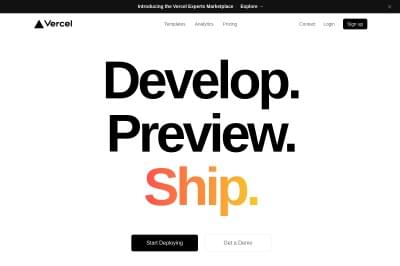 Introducing the Vercel Experts Marketplace Explore →
Vercel Templates Analytics Pricing Contact Login Sign up
Develop.
Preview.
Ship.
Start Deploying Get a Demo